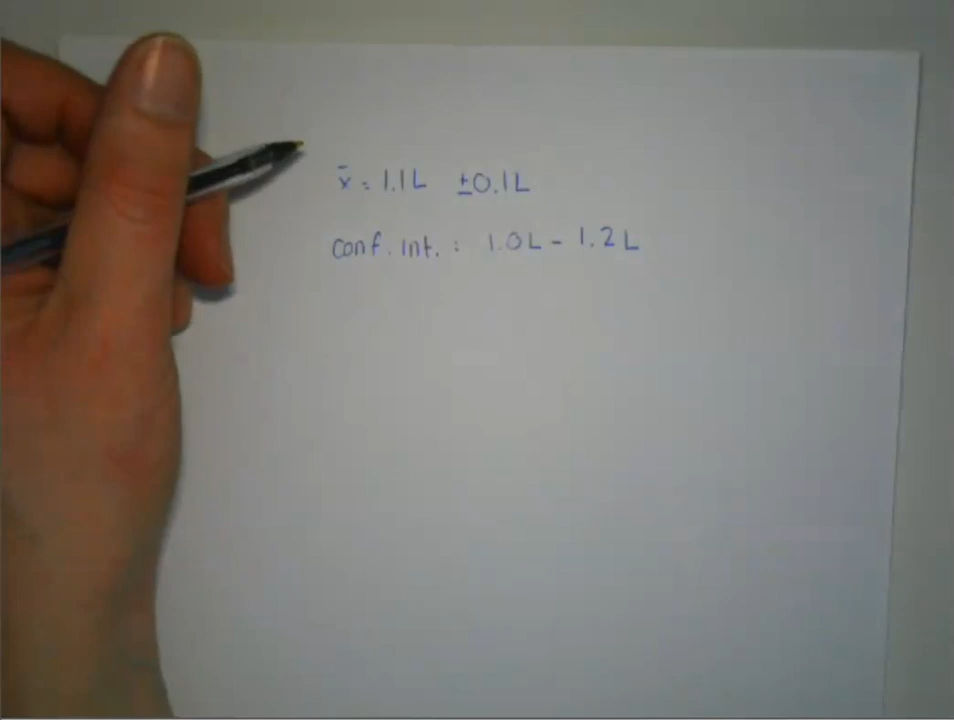 x̄ = 1.1L ±0.1L
conf. int. : 1.0L - 1.2L